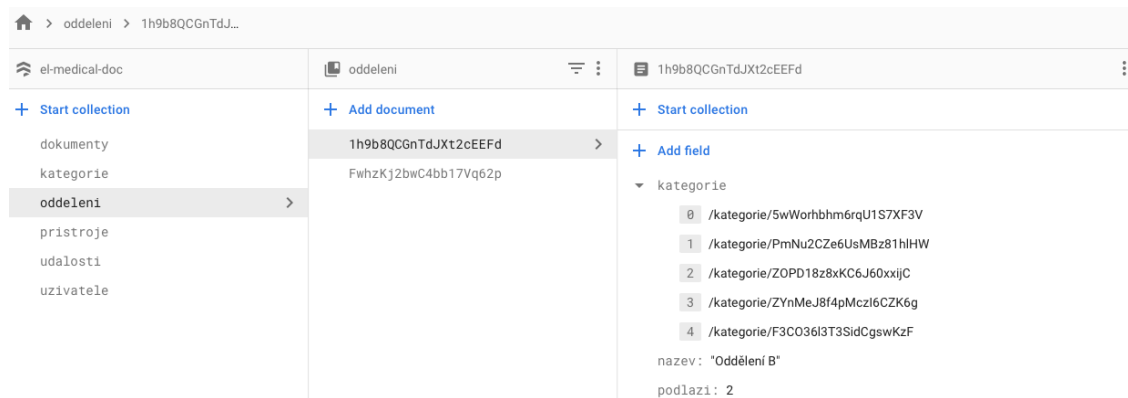 oddeleni > 1h9b8QCGnTdJ...
el-medical-doc
Start collection
dokumenty
kategorie
oddeleni
pristroje
udalosti
uzivatele
oddeleni
Add document
1h9b8QCGnTdJXt2cEEFd
FwhzKj2bwC4bb17Vq62p
1h9b8QCGnTdJXt2cEEFd
Start collection
Add field
kategorie
0 /kategorie/5wWorhbhm6rqU1S7XF3V
1 /kategorie/PmNu2CZe6UsMBz81hlHW
2 /kategorie/ZOPD18z8xKC6J60xxijC
3 /kategorie/ZYnMeJ8f4pMczI6CZK6g
4 /kategorie/F3CO36l3T3SidCgswKzF
nazev: "Oddělení B"
podlazi: 2